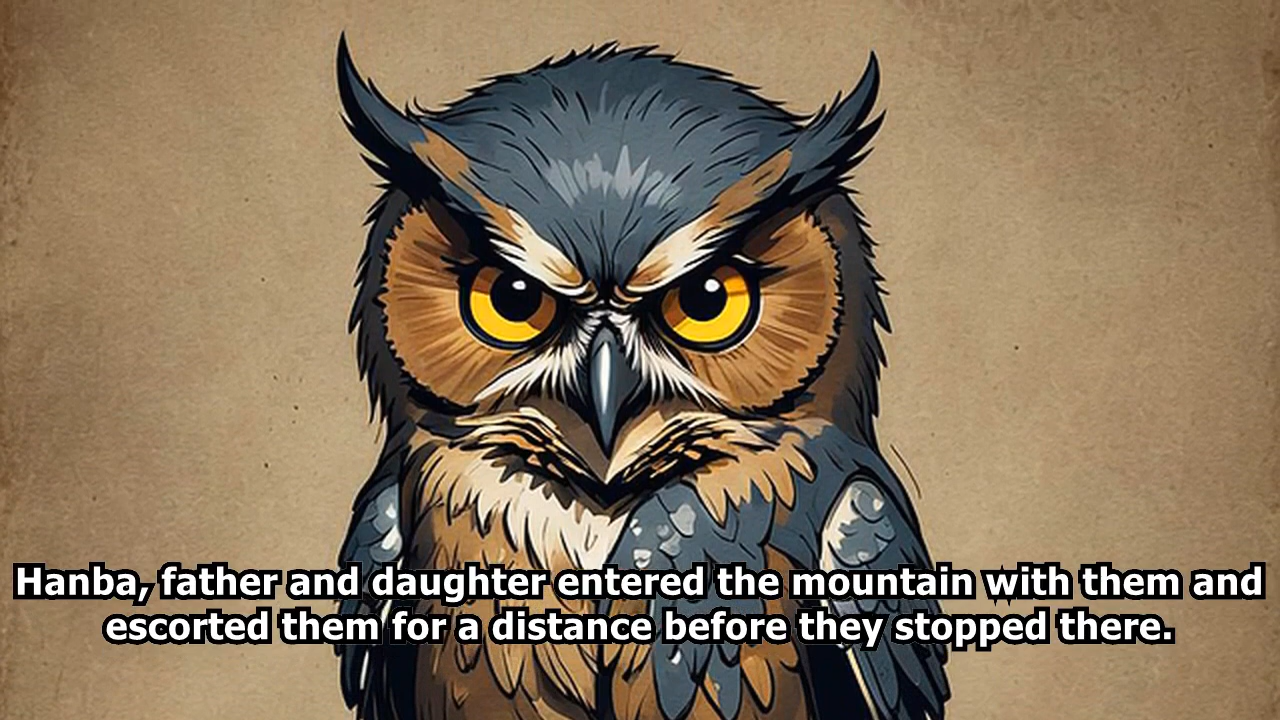 Hanba, father and daughter entered the mountain with them and
escorted them for a distance before they stopped there.